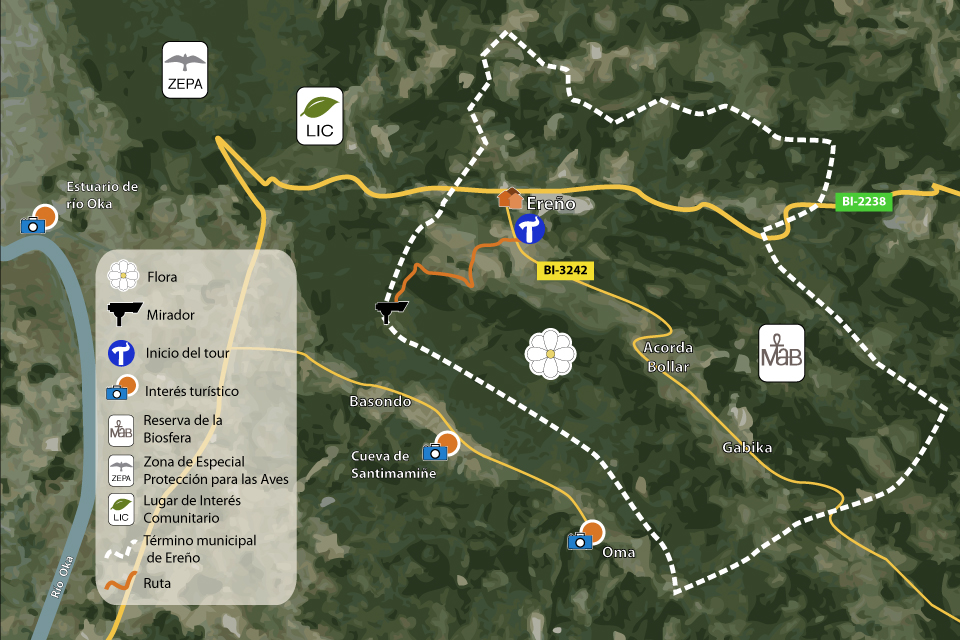 ZEPA
LIC
Estuario de
río Oka
Ereño
BI-2238
BI-3242
Flora
Mirador
Inicio del tour
Interés turístico
MAB
Reserva de la
Biosfera
ZEPA
Zona de Especial
Protección para las Aves
LIC
Lugar de Interés
Comunitario
Término municipal
de Ereño
Ruta
Río Oka
Acorda
Bollar
MAB
Basondo
Gabika
Cueva de
Santimamiñe
Oma